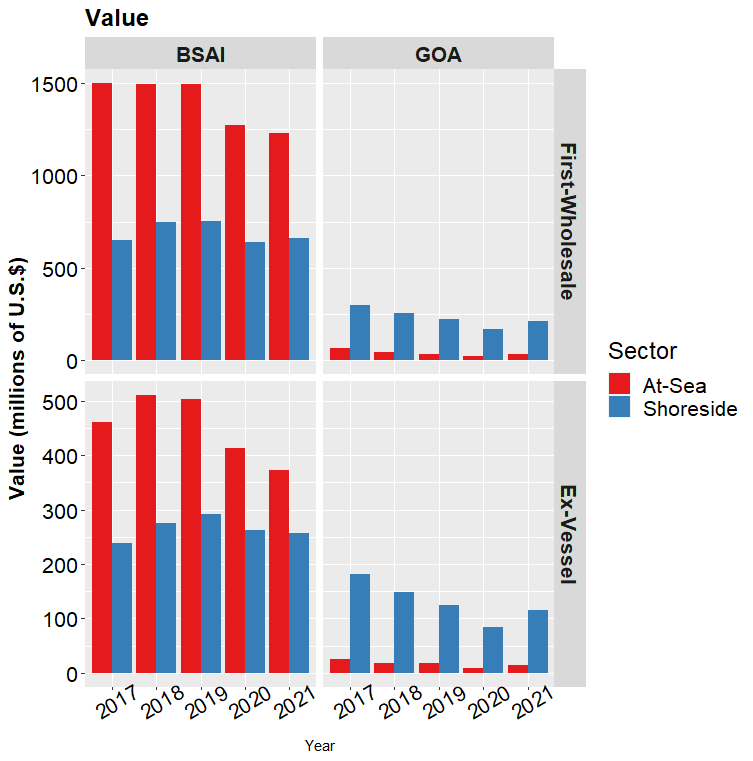 Value
BSAI
GOA
1500
1000
500
0
First-Wholesale
Value (millions of U.S.$)
500
400
300
200
100
0
Ex-Vessel
2017
2018
2019
2020
2021
2017
2018
2019
2020
2021
Year
Sector
At-Sea
Shoreside